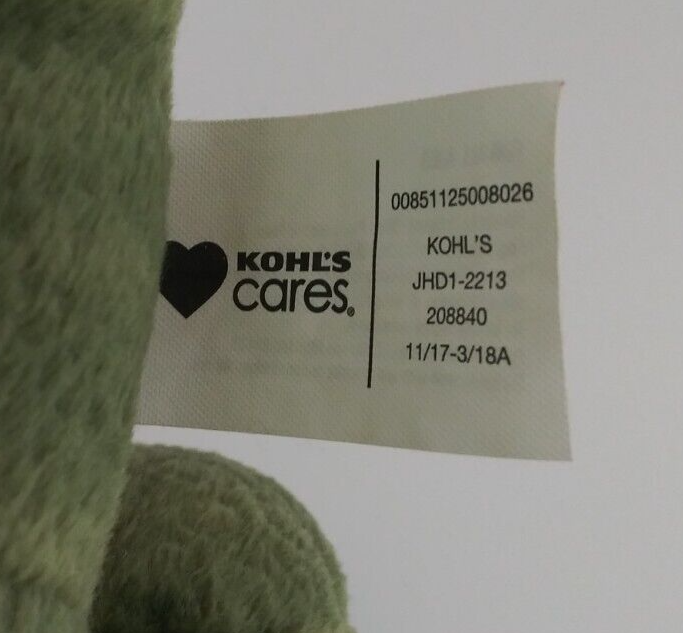 KOHL'S
cares®
00851125008026
KOHL'S
JHD1-2213
208840
11/17-3/18A